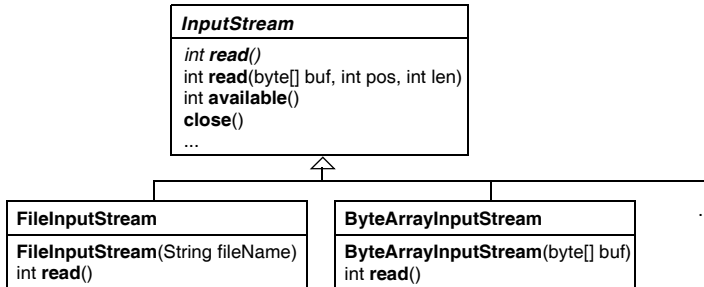 InputStream
int read()
int read(byte[] buf, int pos, int len)
int available()
close()
...
FileInputStream
FileInputStream(String fileName)
int read()
ByteArrayInputStream
ByteArrayInputStream(byte[] buf)
int read()
.